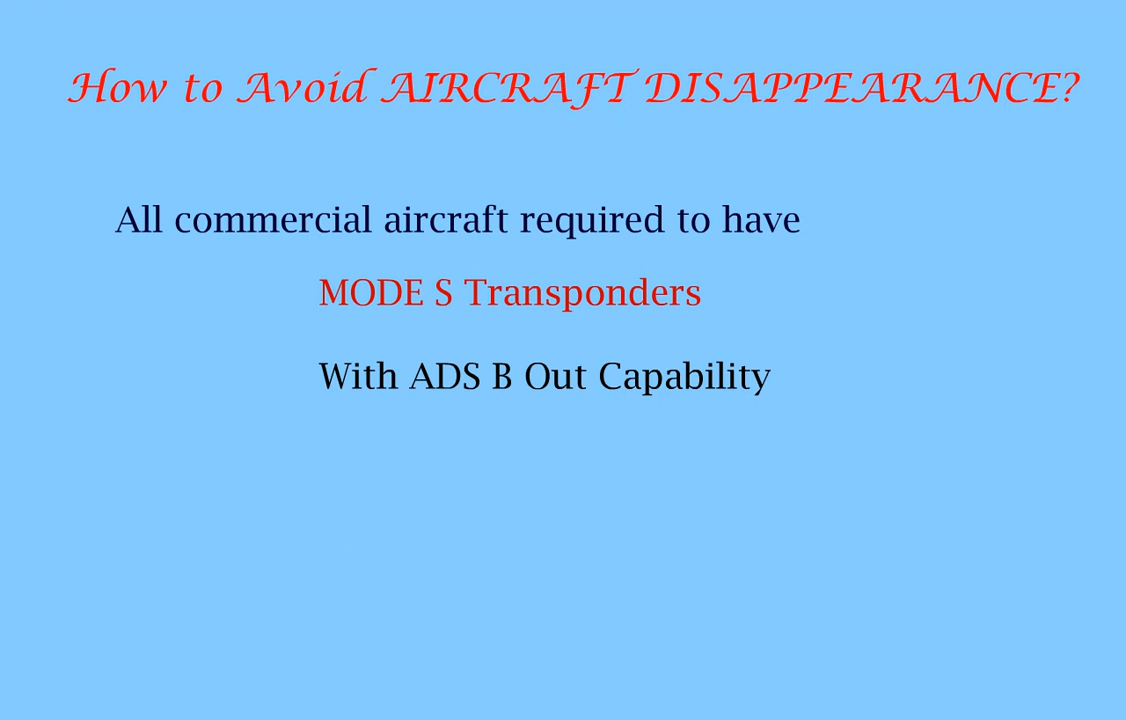 How to Avoid AIRCRAFT DISAPPEARANCE?
All commercial aircraft required to have
MODE S Transponders
With ADS B Out Capability